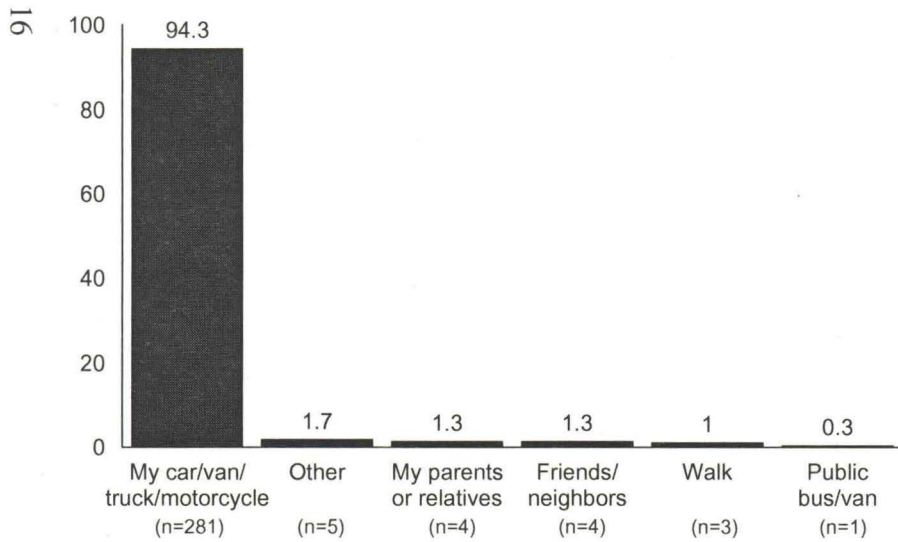 16
100
94.3
80
60
40
20
0
1.7
1.3
1.3
1
0.3
My car/van/
truck/motorcycle
(n=281)
Other
(n=5)
My parents
or relatives
(n=4)
Friends/
neighbors
(n=4)
Walk
(n=3)
Public
bus/van
(n=1)